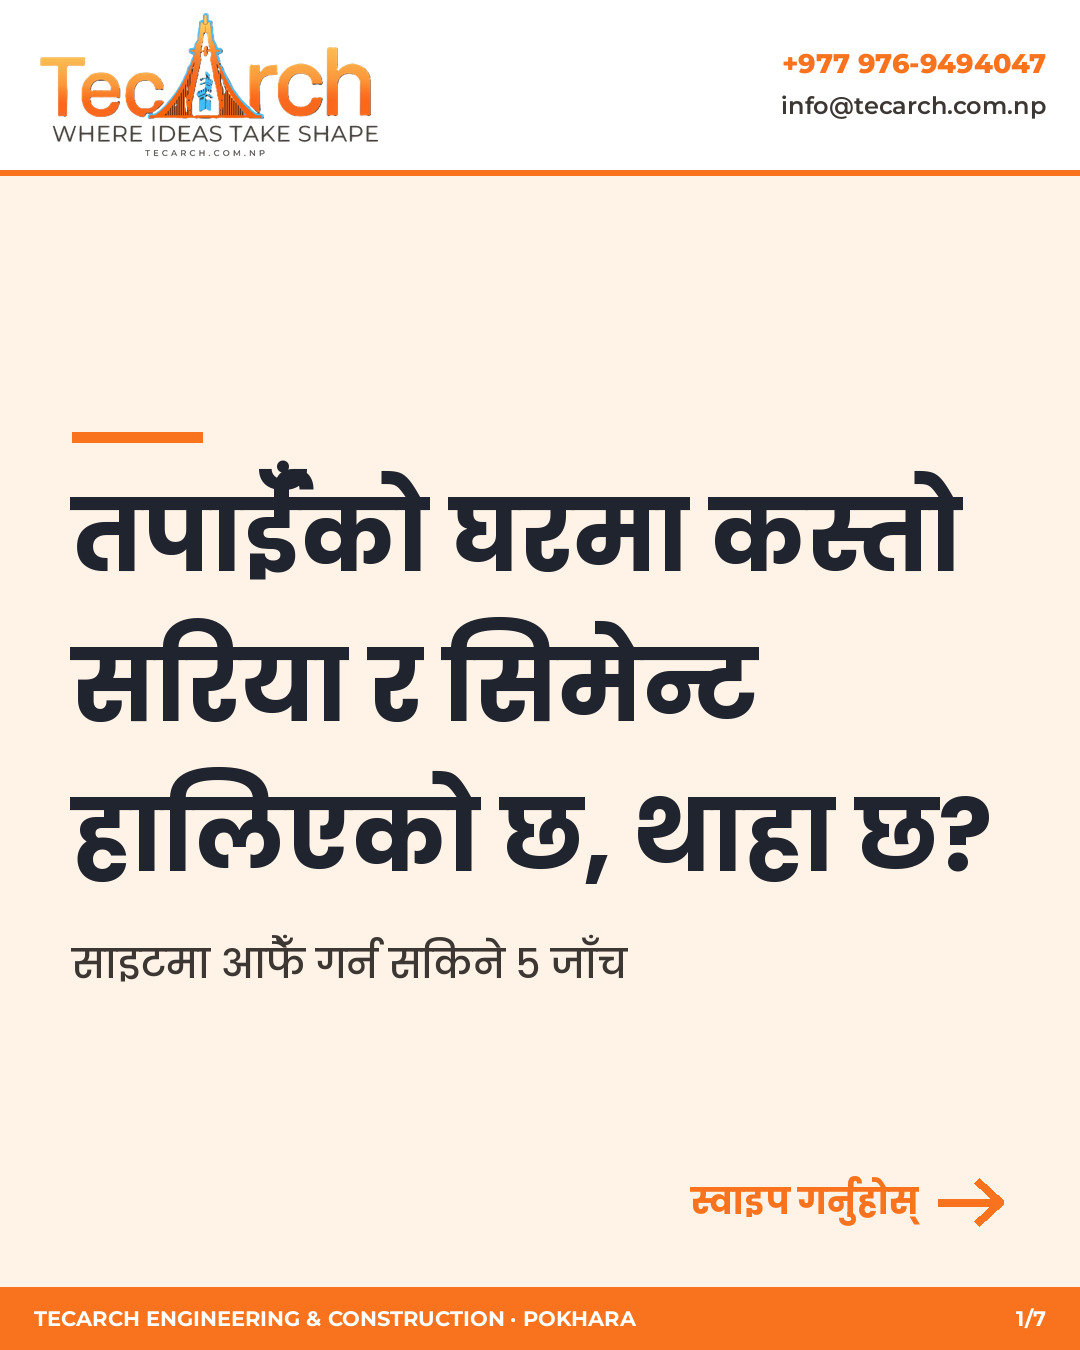 TecArch
WHERE IDEAS TAKE SHAPE
TECARCH.COM.NP
+977 976-9494047
info@tecarch.com.np
तपाईँको घरमा कस्तो
सरिया र सिमेन्ट
हालिएको छ, थाहा छ?
साइटमा आफैँ गर्न सकिने ५ जाँच
स्वाइप गर्नुहोस्
TECARCH ENGINEERING & CONSTRUCTION · POKHARA
1/7